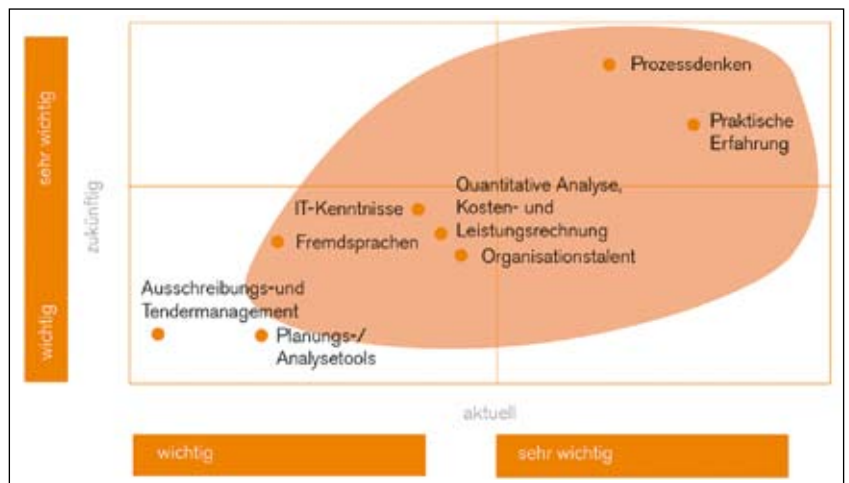 sehr wichtig
zukünftig
wichtig
Prozessdenken
Praktische
Erfahrung
Quantitative Analyse,
Kosten- und
Leistungsrechnung
IT-Kenntnisse
Fremdsprachen
Organisationstalent
Ausschreibungs-und
Tendermanagement
Planungs-/
Analysetools
aktuell
wichtig
sehr wichtig